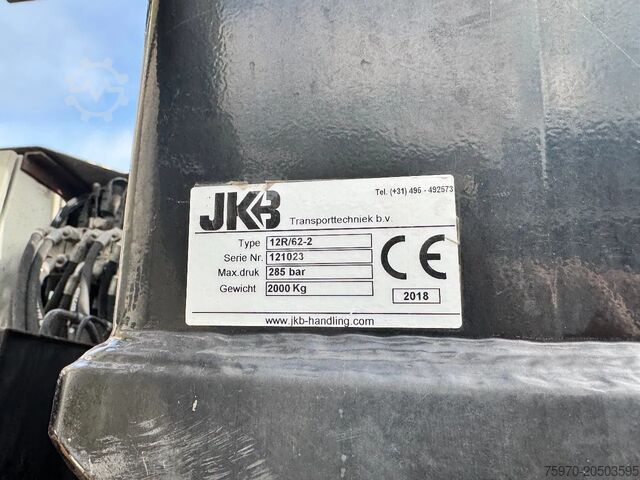 Tel. (+31) 495 - 492573
JKB
Transporttechniek b.v.
Type 12R/62-2
Serie Nr. 121023
Max.druk 285 bar
Gewicht 2000 Kg
CE
2018
www.jkb-handling.com
75970-20503595